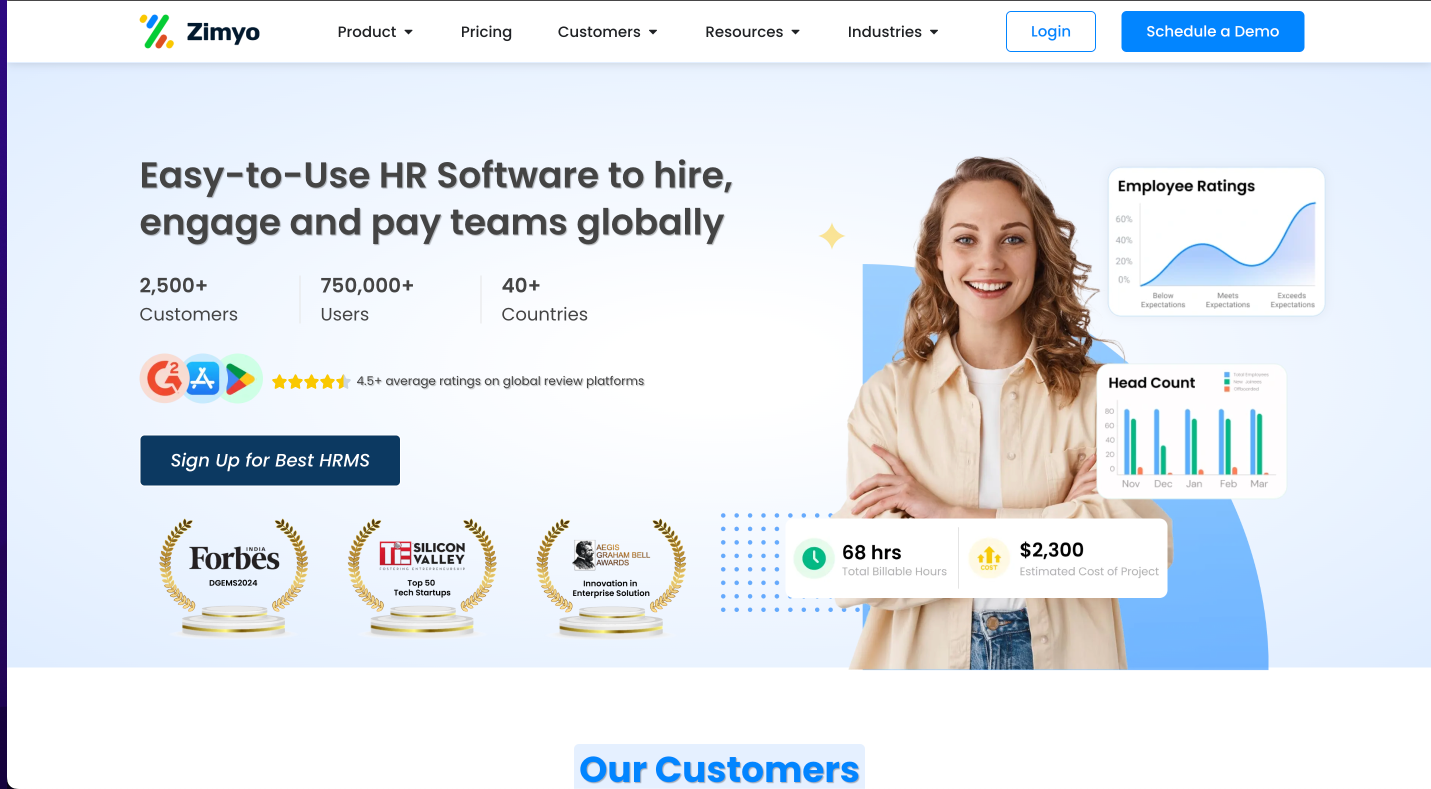 Zimyo
Product
Pricing
Customers
Resources
Industries
Login
Schedule a Demo
Easy-to-Use HR Software to hire,
engage and pay teams globally
2,500+
Customers
750,000+
Users
40+
Countries
4.5+ average ratings on global review platforms
Sign Up for Best HRMS
Forbes
INDIA
DGEMS2024
SILICON
VALLEY
FOSTERING ENTREPRENEURSHIP
Top 50
Tech Startups
AEGIS
GRAHAM BELL
AWARDS
Innovation in
Enterprise Solution
Employee Ratings
60%
40%
20%
0%
Below
Expectations
Meets
Expectations
Exceeds
Expectations
Head Count
Total Employees
New Joinees
80
60
40
20
0
Nov Dec Jan Feb Mar
68 hrs
Total Billable Hours
COST
$2,300
Estimated Cost of Project
Our Customers